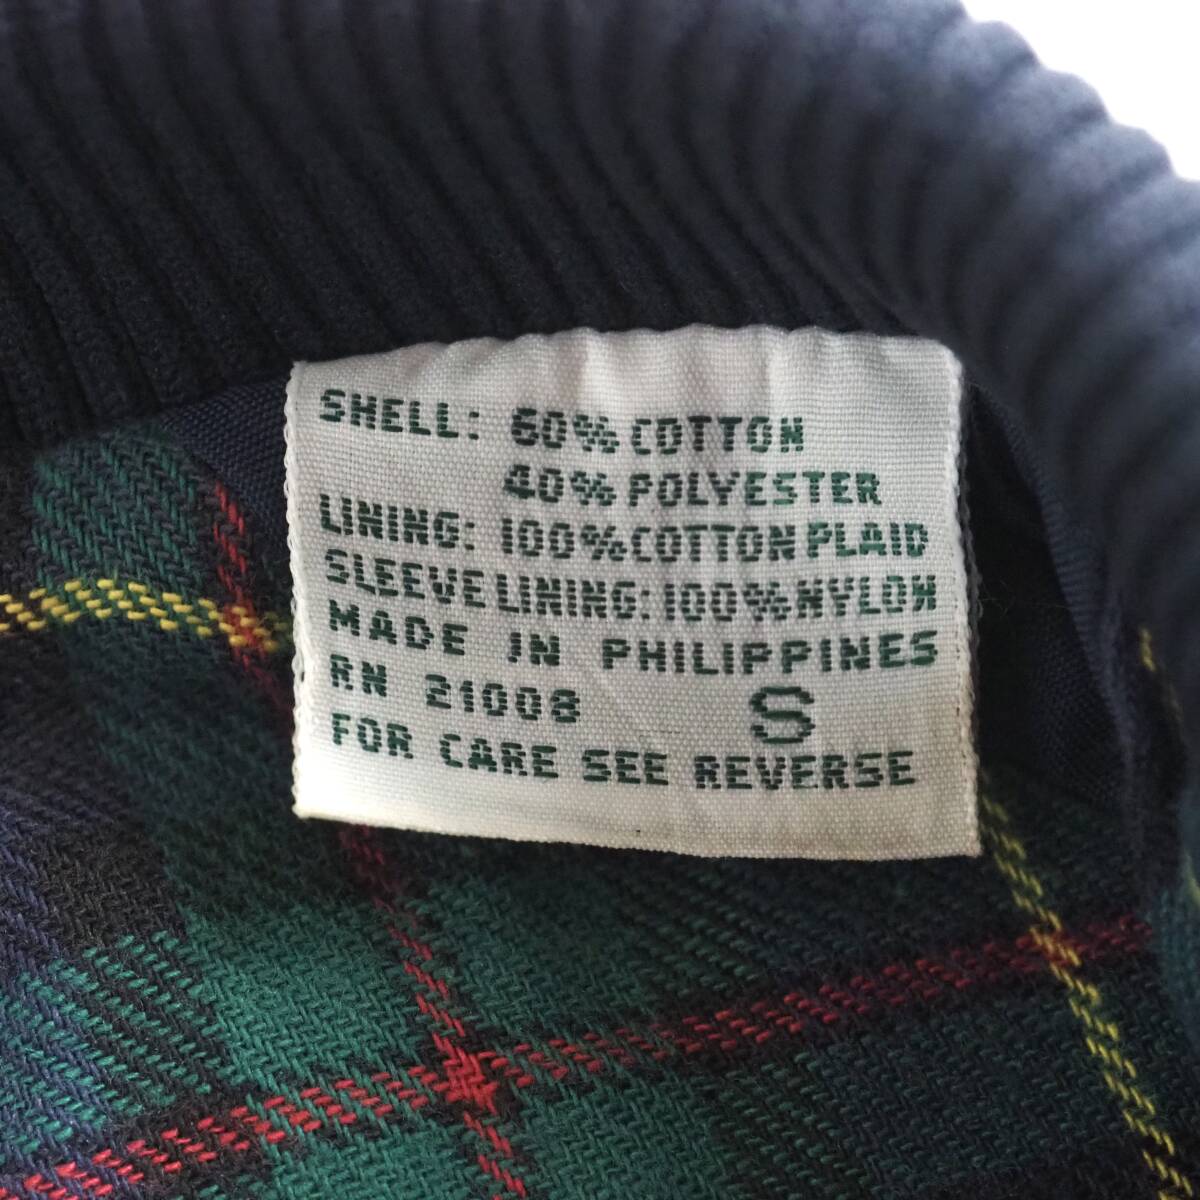 SHELL: 60% COTTON
40% POLYESTER
LINING: 100% COTTON PLAID
SLEEVE LINING: 100% NYLON
MADE IN PHILIPPINES
RN 21008 S
FOR CARE SEE REVERSE